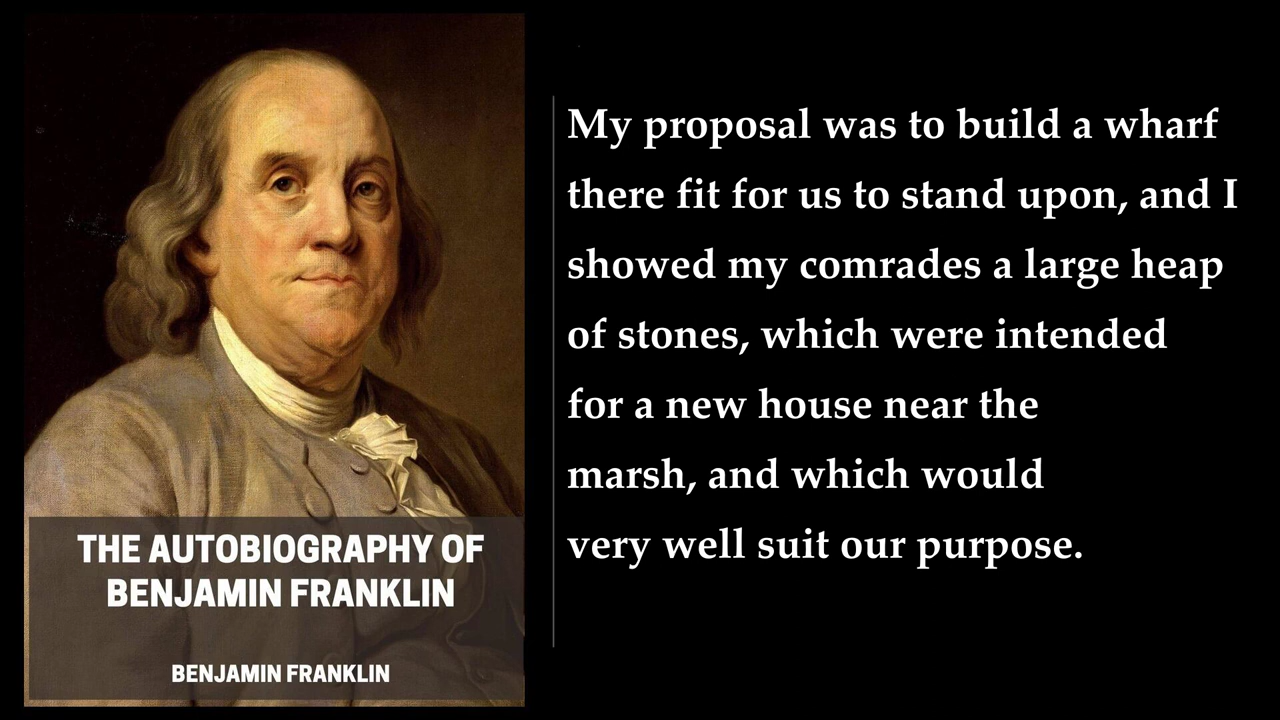 THE AUTOBIOGRAPHY OF
BENJAMIN FRANKLIN
BENJAMIN FRANKLIN
My proposal was to build a wharf
there fit for us to stand upon, and I
showed my comrades a large heap
of stones, which were intended
for a new house near the
marsh, and which would
very well suit our purpose.